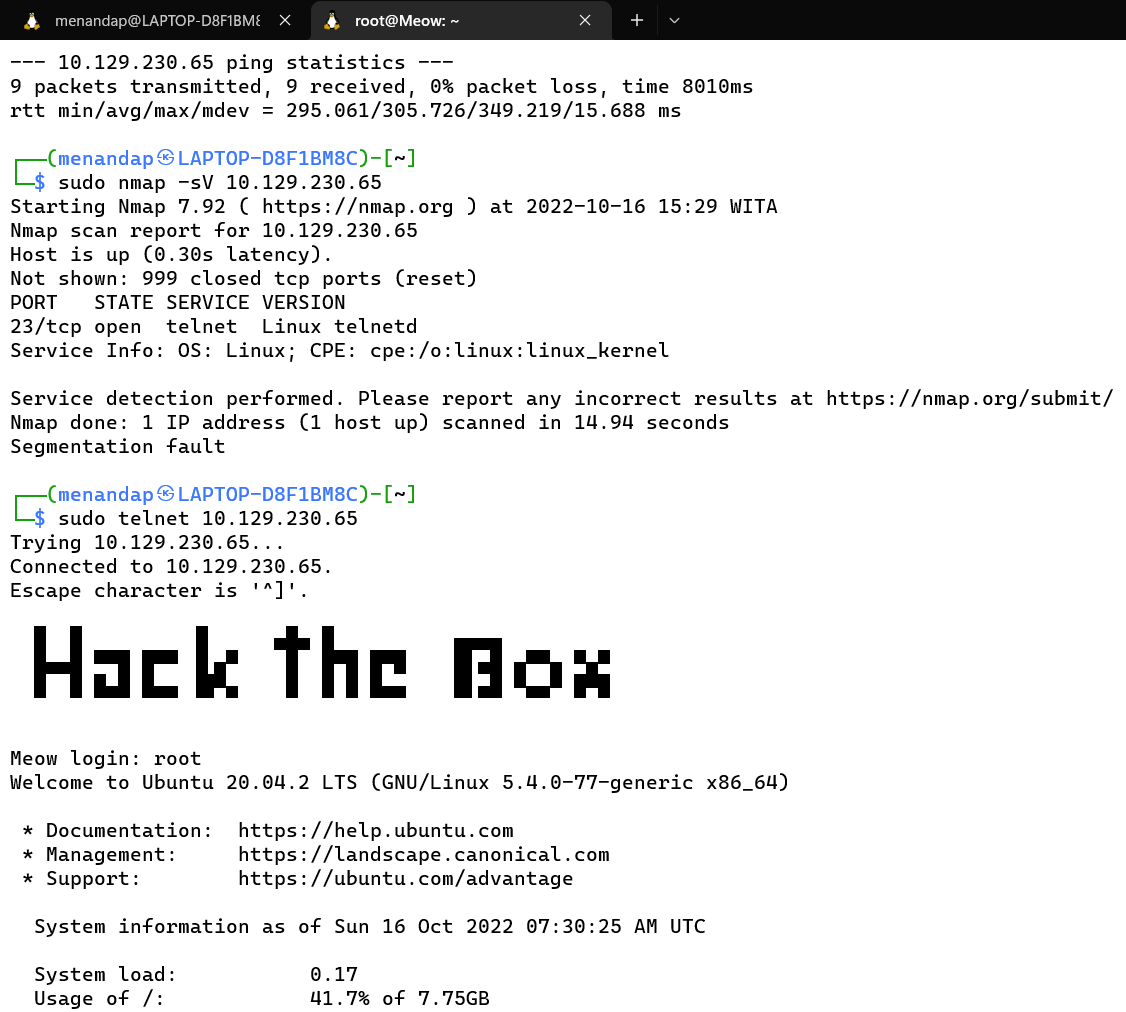 menandap@LAPTOP-D8F1BM8
root@Meow: ~
--- 10.129.230.65 ping statistics ---
9 packets transmitted, 9 received, 0% packet loss, time 8010ms
rtt min/avg/max/mdev = 295.061/305.726/349.219/15.688 ms
┌──(menandap㉿LAPTOP-D8F1BM8C)-[~]
└─$ sudo nmap -sV 10.129.230.65
Starting Nmap 7.92 ( https://nmap.org ) at 2022-10-16 15:29 WITA
Nmap scan report for 10.129.230.65
Host is up (0.30s latency).
Not shown: 999 closed tcp ports (reset)
PORT   STATE SERVICE VERSION
23/tcp open  telnet  Linux telnetd
Service Info: OS: Linux; CPE: cpe:/o:linux:linux_kernel
Service detection performed. Please report any incorrect results at https://nmap.org/submit/
Nmap done: 1 IP address (1 host up) scanned in 14.94 seconds
Segmentation fault
┌──(menandap㉿LAPTOP-D8F1BM8C)-[~]
└─$ sudo telnet 10.129.230.65
Trying 10.129.230.65...
Connected to 10.129.230.65.
Escape character is '^]'.
Hack the Box
Meow login: root
Welcome to Ubuntu 20.04.2 LTS (GNU/Linux 5.4.0-77-generic x86_64)
* Documentation:  https://help.ubuntu.com
* Management:     https://landscape.canonical.com
* Support:        https://ubuntu.com/advantage
System information as of Sun 16 Oct 2022 07:30:25 AM UTC
System load:           0.17
Usage of /:            41.7% of 7.75GB